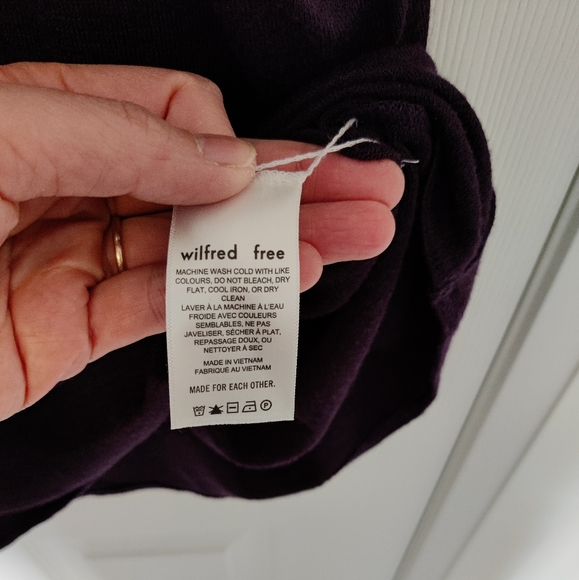 wilfred free
MACHINE WASH COLD WITH LIKE
COLOURS, DO NOT BLEACH, DRY
FLAT, COOL IRON, OR DRY
CLEAN
LAVER À LA MACHINE À L'EAU
FROIDE AVEC COULEURS
SEMBLABLES, NE PAS
JAVELISER, SÉCHER À PLAT,
REPASSAGE DOUX, OU
NETTOYER À SEC
MADE IN VIETNAM
FABRIQUÉ AU VIETNAM
MADE FOR EACH OTHER.
P